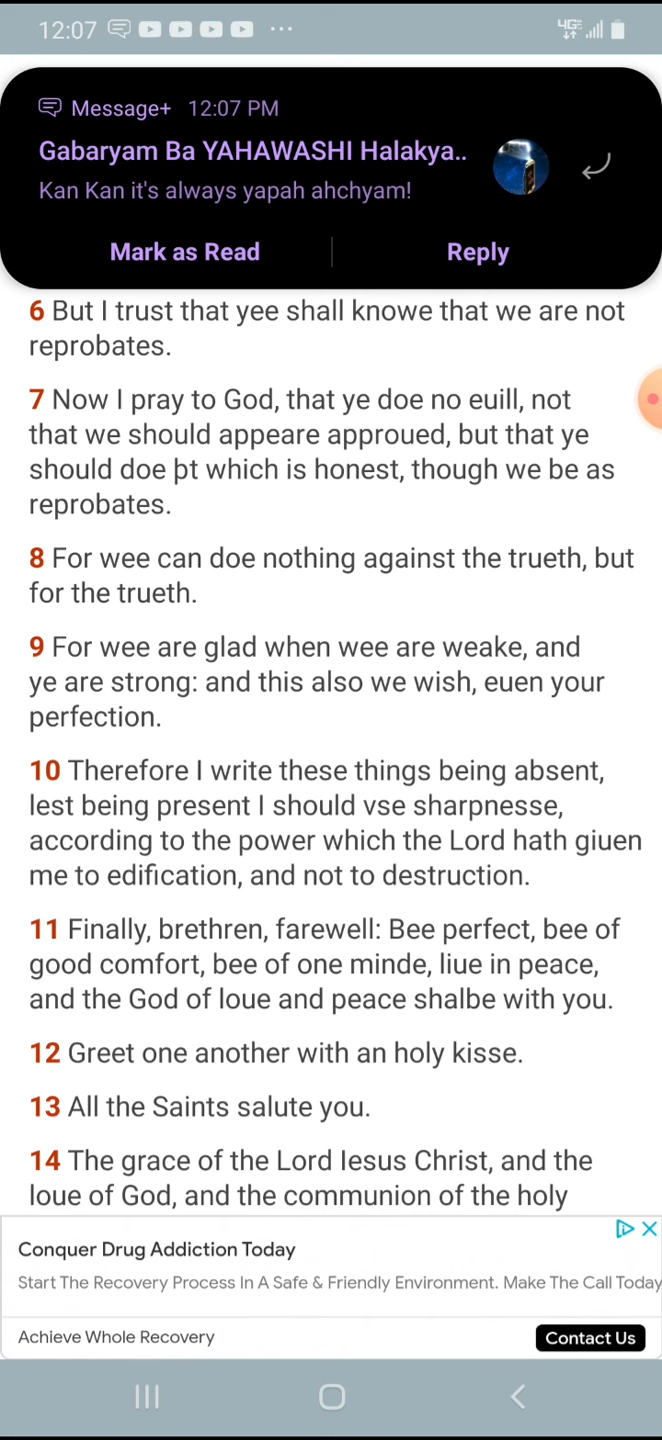 12:07
Message+ 12:07 PM
Gabaryam Ba YAHAWASHI Halakya..
Kan Kan it's always yapah ahchyam!
Mark as Read Reply
6 But I trust that yee shall knowe that we are not
reprobates.
7 Now I pray to God, that ye doe no euill, not
that we should appeare approued, but that ye
should doe þt which is honest, though we be as
reprobates.
8 For wee can doe nothing against the trueth, but
for the trueth.
9 For wee are glad when wee are weake, and
ye are strong: and this also we wish, euen your
perfection.
10 Therefore I write these things being absent,
lest being present I should vse sharpnesse,
according to the power which the Lord hath giuen
me to edification, and not to destruction.
11 Finally, brethren, farewell: Bee perfect, bee of
good comfort, bee of one minde, liue in peace,
and the God of loue and peace shalbe with you.
12 Greet one another with an holy kisse.
13 All the Saints salute you.
14 The grace of the Lord Iesus Christ, and the
loue of God, and the communion of the holy
Conquer Drug Addiction Today
Start The Recovery Process In A Safe & Friendly Environment. Make The Call Today
Achieve Whole Recovery Contact Us